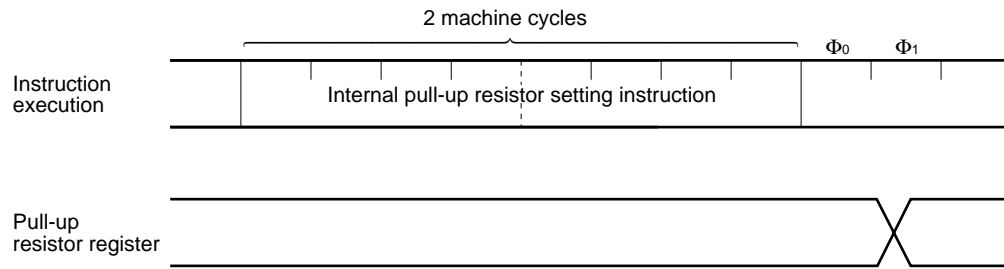 2 machine cycles
Φ0 Φ1
Instruction
execution
Internal pull-up resistor setting instruction
Pull-up
resistor register